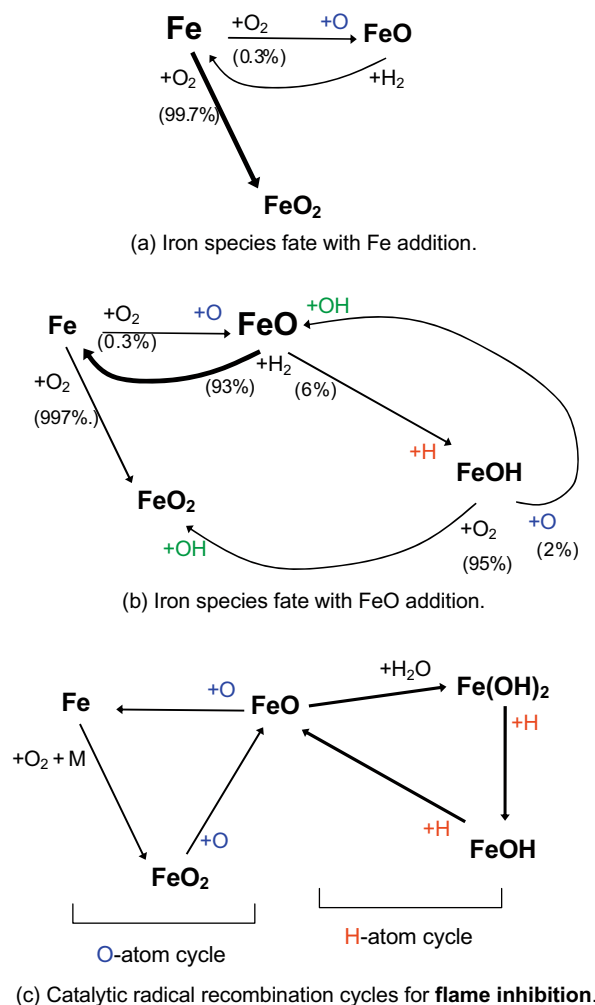 Fe +O2 +O FeO
(0.3%)
+O2 +H2
(99.7%)
FeO2
(a) Iron species fate with Fe addition.
+OH
Fe +O2 +O FeO
(0.3%)
+O2 (93%) +H2 (6%)
(997%.)
+H FeOH
FeO2
+OH +O2 +O
(95%) (2%)
(b) Iron species fate with FeO addition.
+H2O
Fe +O FeO Fe(OH)2
+H
+O2 + M
+O +H FeOH
FeO2
O-atom cycle H-atom cycle
(c) Catalytic radical recombination cycles for flame inhibition.